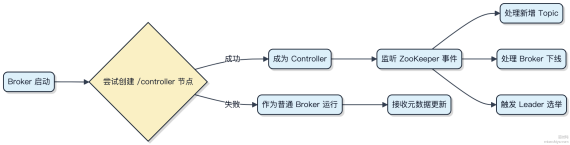 Broker 启动
尝试创建 /controller 节点
成功
成为 Controller
监听 ZooKeeper 事件
处理新增 Topic
处理 Broker 下线
触发 Leader 选举
失败
作为普通 Broker 运行
接收元数据更新